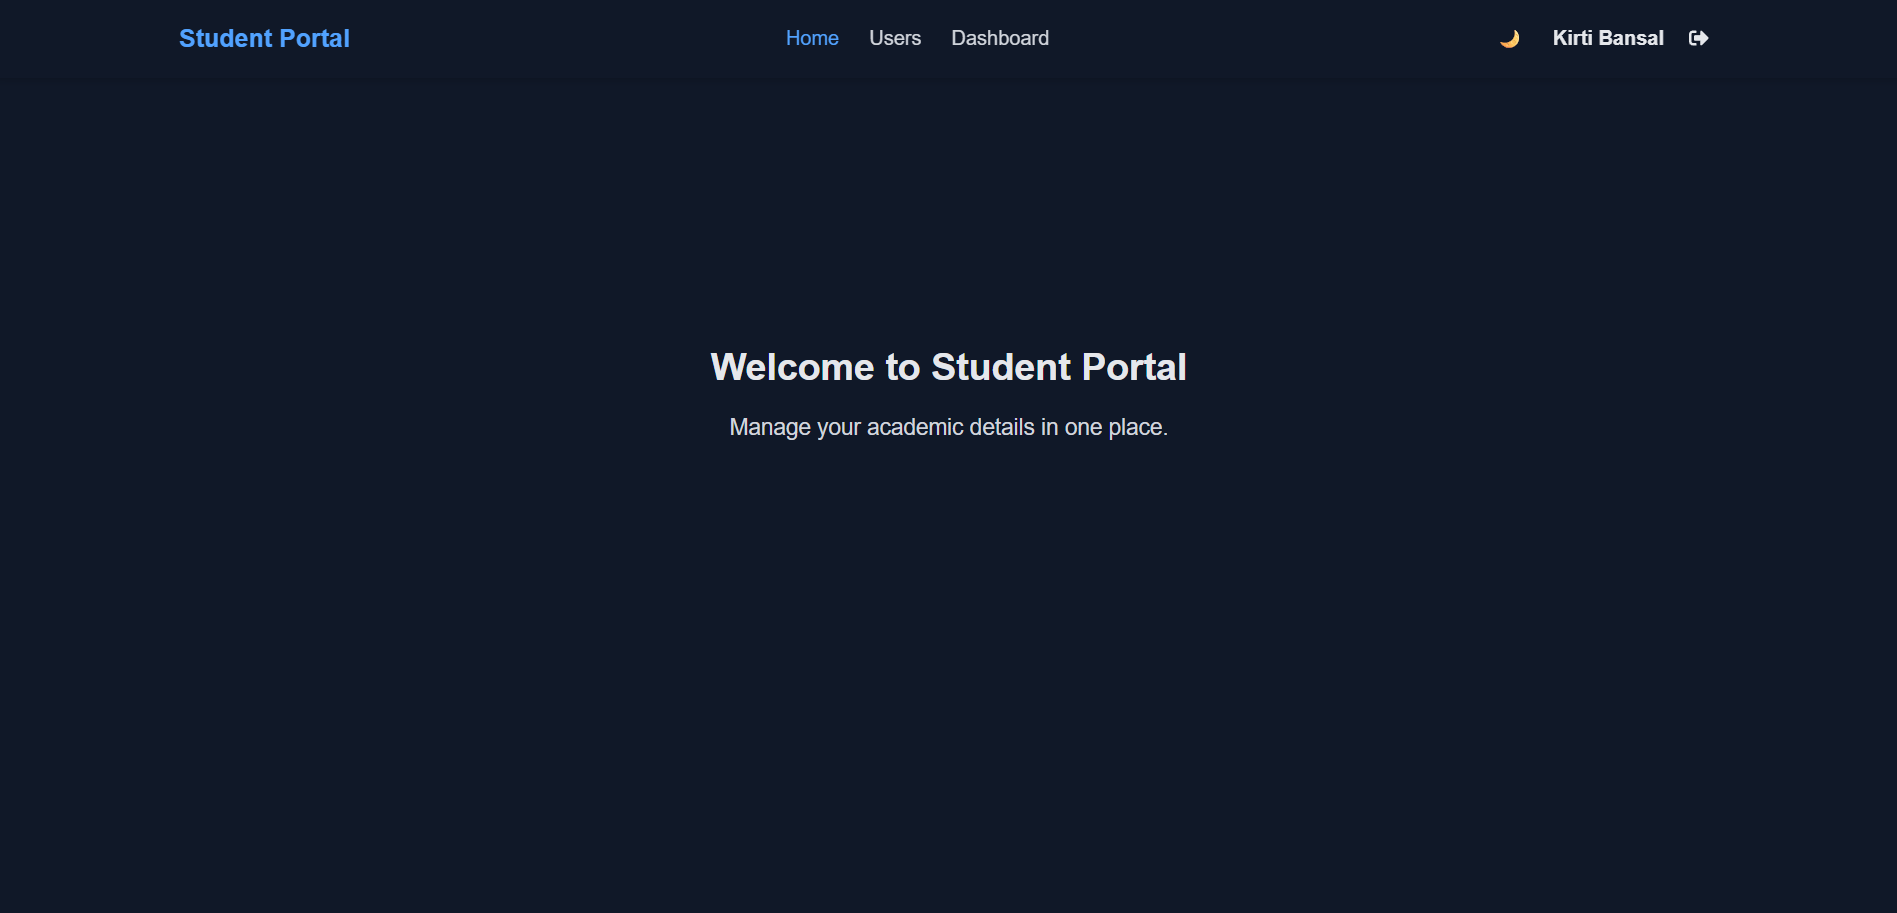 Student Portal
Home Users Dashboard
Kirti Bansal
Welcome to Student Portal
Manage your academic details in one place.